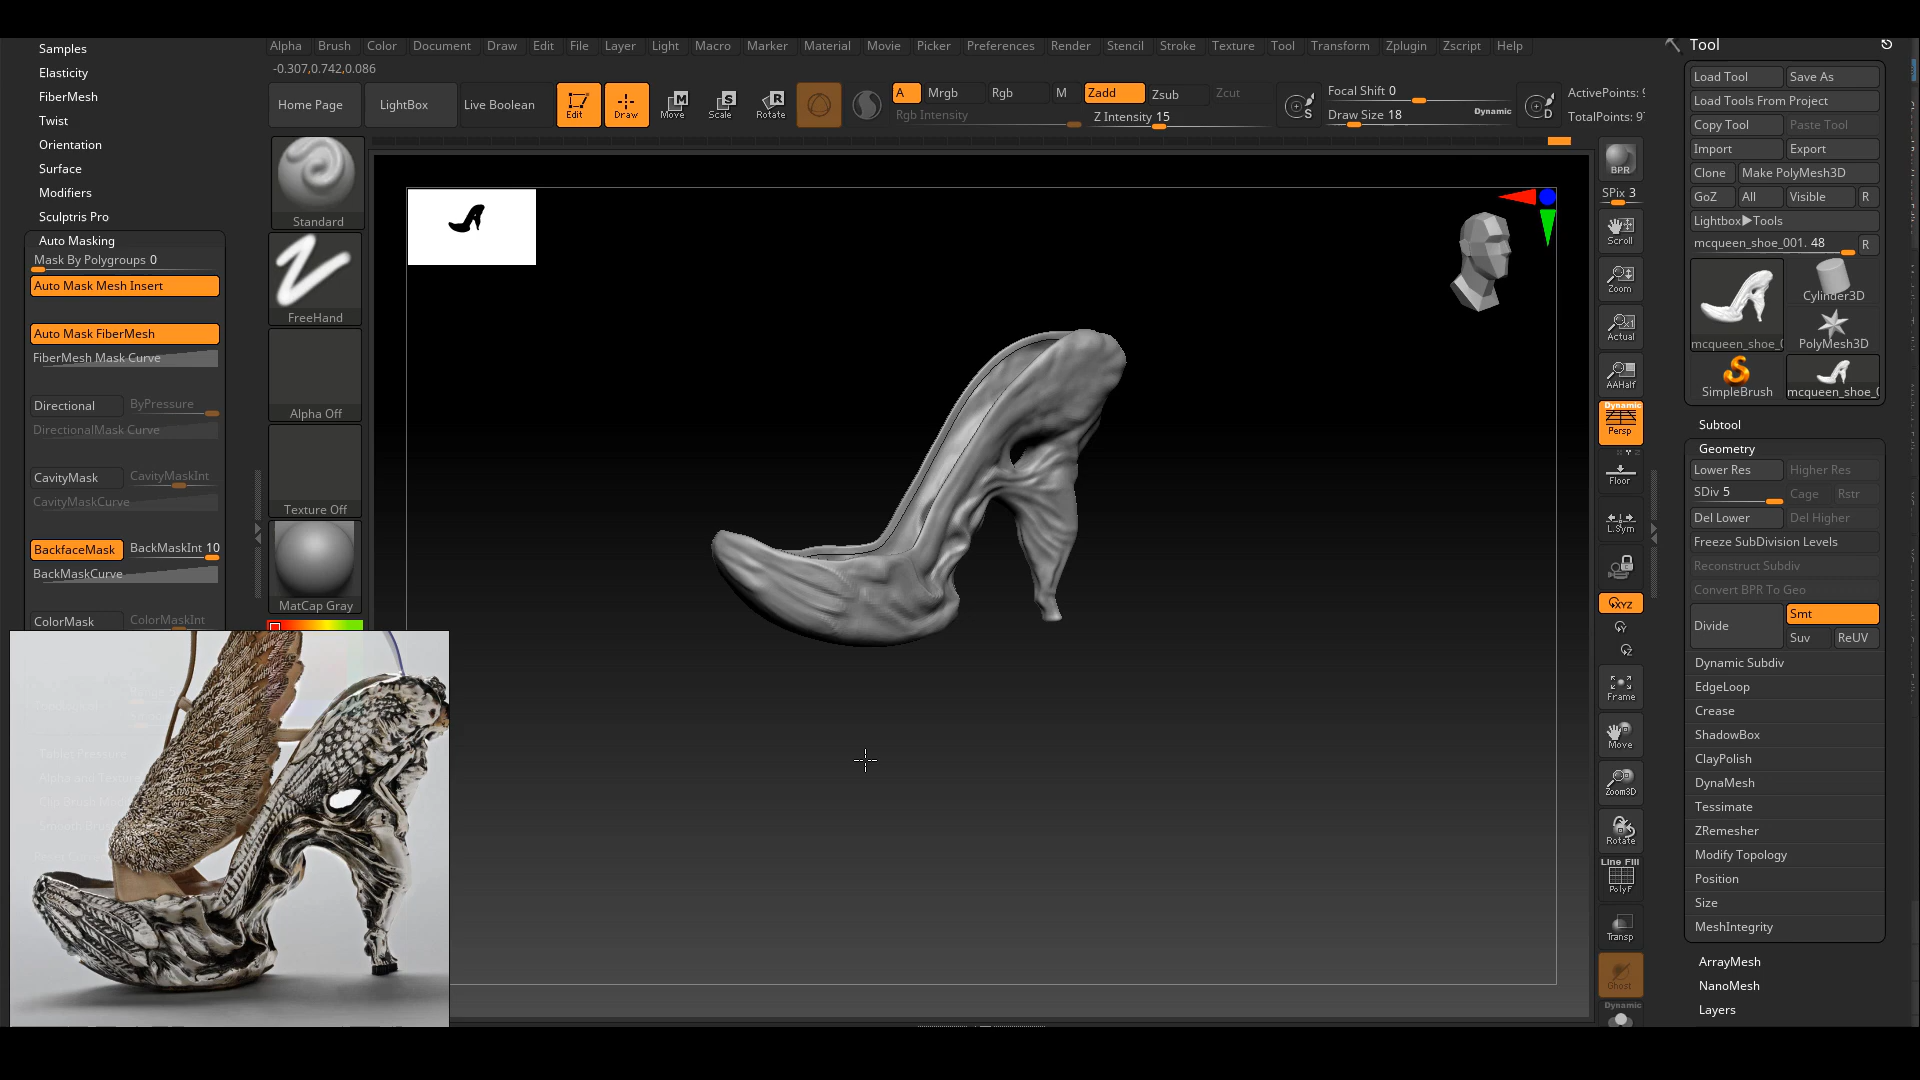 Samples
Elasticity
FiberMesh
Twist
Orientation
Surface
Modifiers
Sculptris Pro
Auto Masking
Mask By Polygroups 0
Auto Mask Mesh Insert
Auto Mask FiberMesh
FiberMesh Mask Curve
Directional ByPressure
DirectionalMask Curve
CavityMask CavityMaskInt
CavityMaskCurve
BackfaceMask BackMaskInt 10
BackMaskCurve
ColorMask ColorMaskInt
Alpha Brush Color Document Draw Edit File Layer Light Macro Marker Material Movie Picker Preferences Render Stencil Stroke Texture Tool Transform Zplugin Zscript Help
-0.307,0.742,0.086
Home Page LightBox Live Boolean Edit Draw Move Scale Rotate
A Mrgb Rgb M Zadd Zsub Zcut
Rgb Intensity Z Intensity 15
Focal Shift 0
Draw Size 18 Dynamic
S
D
ActivePoints:
TotalPoints:
Standard
FreeHand
Alpha Off
Texture Off
MatCap Gray
BPR
SPix 3
Scroll
Zoom
Actual
AAHalf
Dynamic
Persp
Floor
L.Sym
XYZ
Y
Z
Frame
Move
Zoom3D
Rotate
Line Fill
PolyF
Transp
Ghost
Dynamic
Tool
Load Tool Save As
Load Tools From Project
Copy Tool Paste Tool
Import Export
Clone Make PolyMesh3D
GoZ All Visible R
Lightbox▶Tools
mcqueen_shoe_001. 48 R
Cylinder3D
mcqueen_shoe_0 PolyMesh3D
SimpleBrush mcqueen_shoe_0
Subtool
Geometry
Lower Res Higher Res
SDiv 5 Cage Rstr
Del Lower Del Higher
Freeze SubDivision Levels
Reconstruct Subdiv
Convert BPR To Geo
Divide Smt
Suv ReUV
Dynamic Subdiv
EdgeLoop
Crease
ShadowBox
ClayPolish
DynaMesh
Tessimate
ZRemesher
Modify Topology
Position
Size
MeshIntegrity
ArrayMesh
NanoMesh
Layers